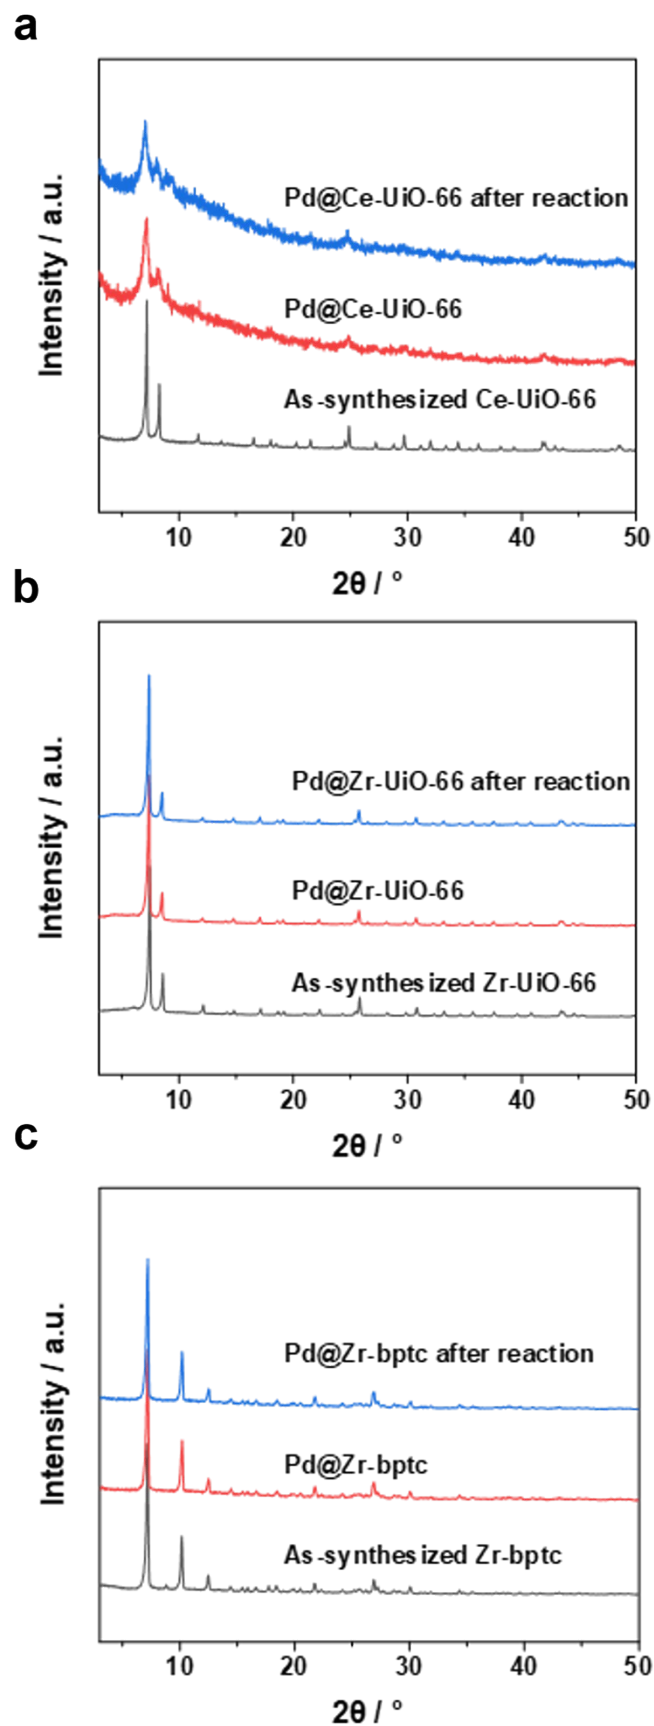 a
Intensity / a.u.
Pd@Ce-UiO-66 after reaction
Pd@Ce-UiO-66
As-synthesized Ce-UiO-66
10 20 30 40 50
2θ / °
b
Intensity / a.u.
Pd@Zr-UiO-66 after reaction
Pd@Zr-UiO-66
As-synthesized Zr-UiO-66
10 20 30 40 50
2θ / °
c
Intensity / a.u.
Pd@Zr-bptc after reaction
Pd@Zr-bptc
As-synthesized Zr-bptc
10 20 30 40 50
2θ / °